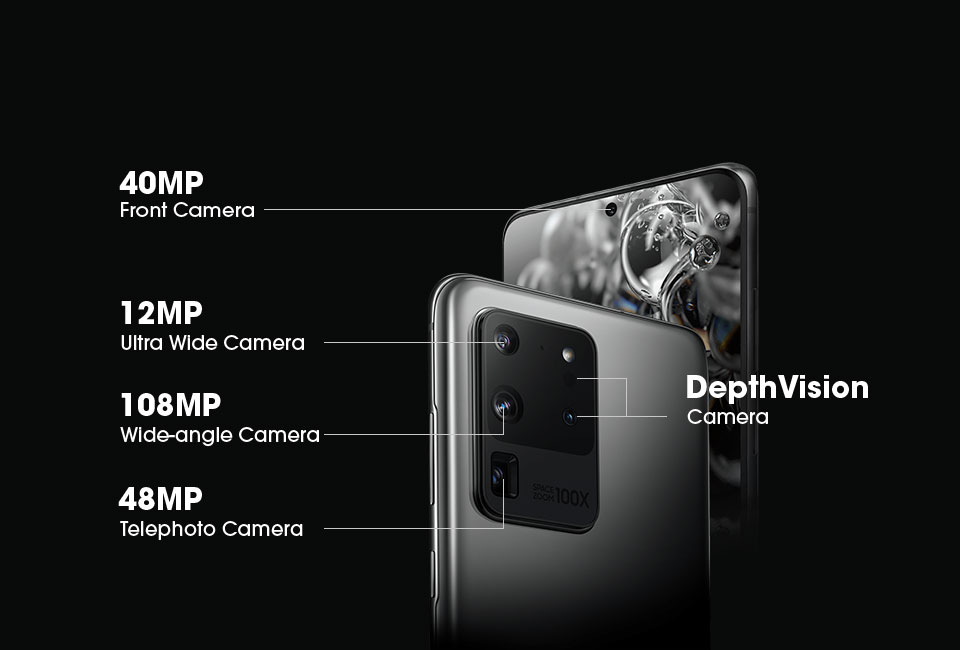 40MP
Front Camera
12MP
Ultra Wide Camera
108MP
Wide-angle Camera
48MP
Telephoto Camera
DepthVision
Camera
SPACE
ZOOM 100X